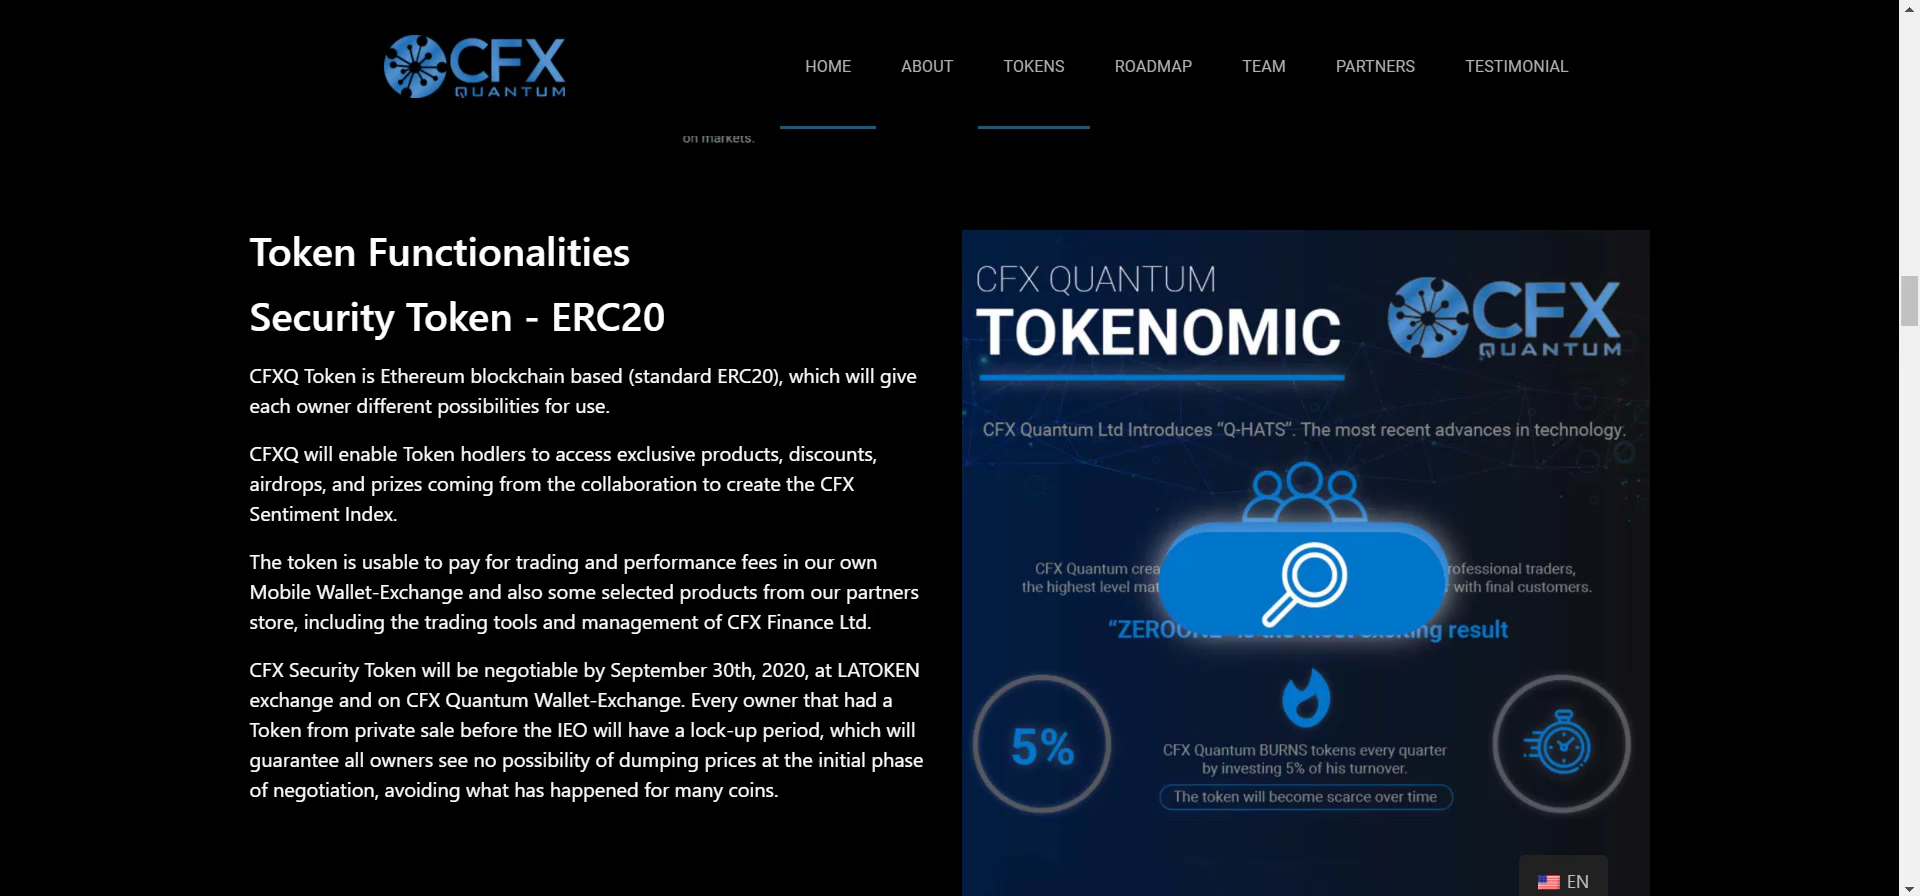 CFX
QUANTUM
HOME
ABOUT
TOKENS
ROADMAP
TEAM
PARTNERS
TESTIMONIAL
on markets.
Token Functionalities
Security Token - ERC20
CFXQ Token is Ethereum blockchain based (standard ERC20), which will give
each owner different possibilities for use.
CFXQ will enable Token hodlers to access exclusive products, discounts,
airdrops, and prizes coming from the collaboration to create the CFX
Sentiment Index.
The token is usable to pay for trading and performance fees in our own
Mobile Wallet-Exchange and also some selected products from our partners
store, including the trading tools and management of CFX Finance Ltd.
CFX Security Token will be negotiable by September 30th, 2020, at LATOKEN
exchange and on CFX Quantum Wallet-Exchange. Every owner that had a
Token from private sale before the IEO will have a lock-up period, which will
guarantee all owners see no possibility of dumping prices at the initial phase
of negotiation, avoiding what has happened for many coins.
CFX QUANTUM
TOKENOMIC
CFX
QUANTUM
CFX Quantum Ltd Introduces “Q-HATS”. The most recent advances in technology.
CFX Quantum
the highest level
with final customers.
result
5%
CFX Quantum BURNS tokens every quarter
by investing 5% of his turnover.
The token will become scarce over time
EN